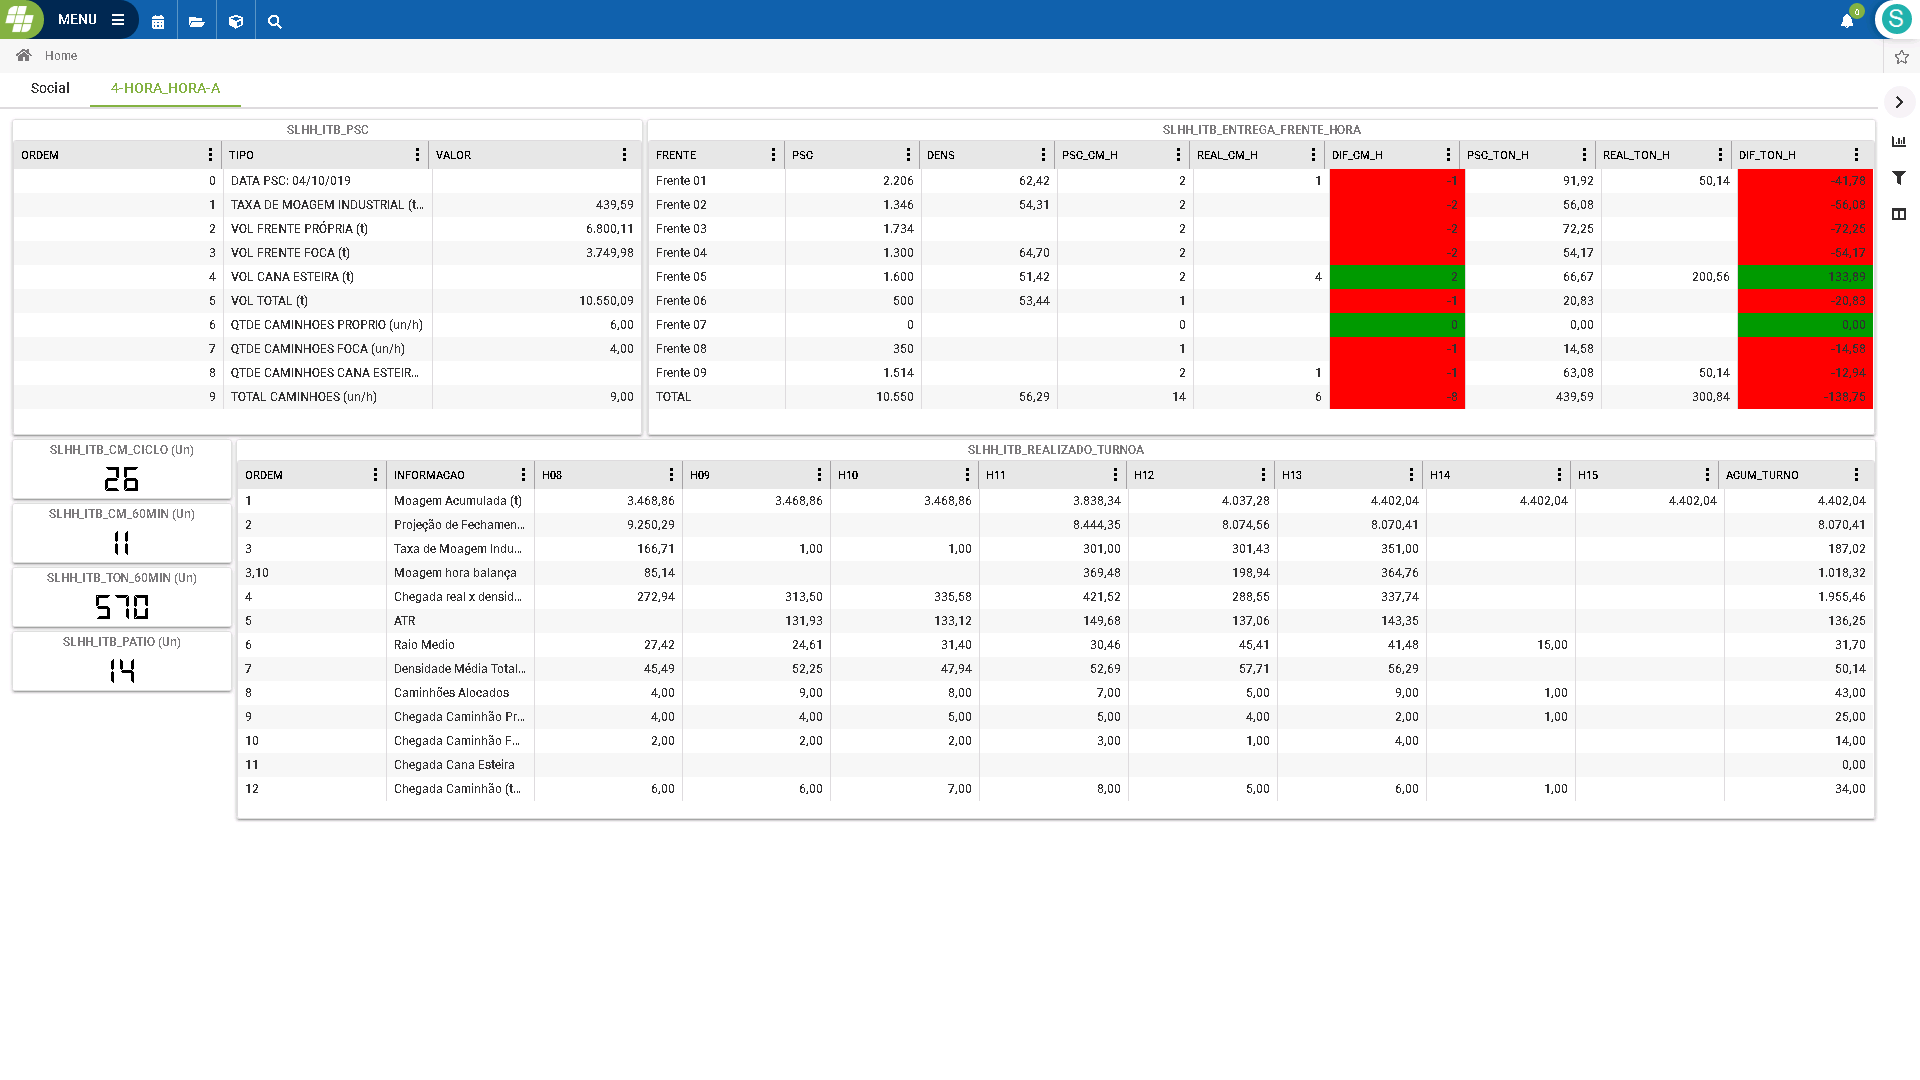 MENU
0
S
Home
Social 4-HORA_HORA-A
SLHH_ITB_PSC
ORDEM TIPO VALOR
0 DATA PSC: 04/10/019
1 TAXA DE MOAGEM INDUSTRIAL (t... 439,59
2 VOL FRENTE PRÓPRIA (t) 6.800,11
3 VOL FRENTE FOCA (t) 3.749,98
4 VOL CANA ESTEIRA (t)
5 VOL TOTAL (t) 10.550,09
6 QTDE CAMINHOES PROPRIO (un/h) 6,00
7 QTDE CAMINHOES FOCA (un/h) 4,00
8 QTDE CAMINHOES CANA ESTEIR...
9 TOTAL CAMINHOES (un/h) 9,00
SLHH_ITB_ENTREGA_FRENTE_HORA
FRENTE PSC DENS PSC_CM_H REAL_CM_H DIF_CM_H PSC_TON_H REAL_TON_H DIF_TON_H
Frente 01 2.206 62,42 2 1 -1 91,92 50,14 -41,78
Frente 02 1.346 54,31 2 -2 56,08 -56,08
Frente 03 1.734 2 -2 72,25 -72,25
Frente 04 1.300 64,70 2 -2 54,17 -54,17
Frente 05 1.600 51,42 2 4 2 66,67 200,56 133,89
Frente 06 500 53,44 1 -1 20,83 -20,83
Frente 07 0 0 0 0,00 0,00
Frente 08 350 1 -1 14,58 -14,58
Frente 09 1.514 2 1 -1 63,08 50,14 -12,94
TOTAL 10.550 56,29 14 6 -8 439,59 300,84 -138,75
SLHH_ITB_CM_CICLO (Un)
26
SLHH_ITB_CM_60MIN (Un)
11
SLHH_ITB_TON_60MIN (Un)
570
SLHH_ITB_PATIO (Un)
14
SLHH_ITB_REALIZADO_TURNOA
ORDEM INFORMACAO H08 H09 H10 H11 H12 H13 H14 H15 ACUM_TURNO
1 Moagem Acumulada (t) 3.468,86 3.468,86 3.468,86 3.838,34 4.037,28 4.402,04 4.402,04 4.402,04 4.402,04
2 Projeção de Fechamen... 9.250,29 8.444,35 8.074,56 8.070,41 8.070,41
3 Taxa de Moagem Indu... 166,71 1,00 1,00 301,00 301,43 351,00 187,02
3,10 Moagem hora balança 85,14 369,48 198,94 364,76 1.018,32
4 Chegada real x densid... 272,94 313,50 335,58 421,52 288,55 337,74 1.955,46
5 ATR 131,93 133,12 149,68 137,06 143,35 136,25
6 Raio Medio 27,42 24,61 31,40 30,46 45,41 41,48 15,00 31,70
7 Densidade Média Total... 45,49 52,25 47,94 52,69 57,71 56,29 50,14
8 Caminhões Alocados 4,00 9,00 8,00 7,00 5,00 9,00 1,00 43,00
9 Chegada Caminhão Pr... 4,00 4,00 5,00 5,00 4,00 2,00 1,00 25,00
10 Chegada Caminhão F... 2,00 2,00 2,00 3,00 1,00 4,00 14,00
11 Chegada Cana Esteira 0,00
12 Chegada Caminhão (t... 6,00 6,00 7,00 8,00 5,00 6,00 1,00 34,00